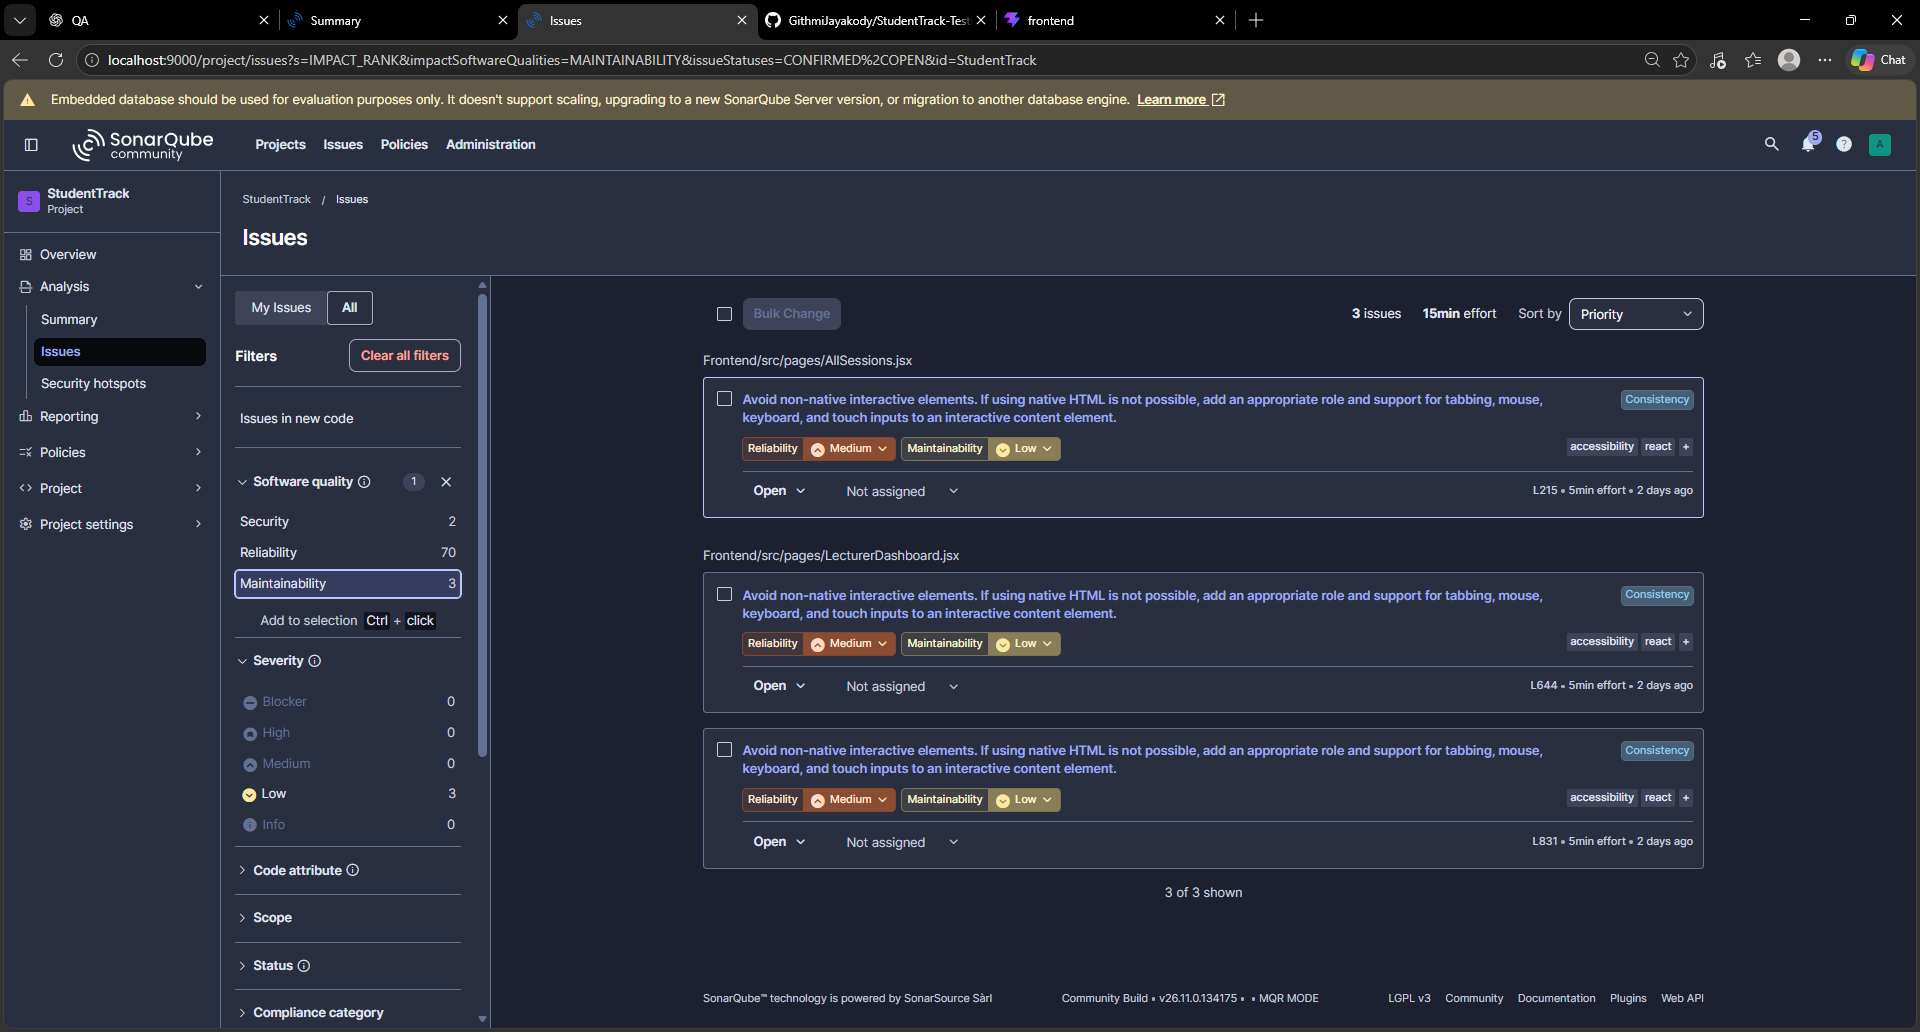 QA
Summary
Issues
GithmiJayakody/StudentTrack-Test
frontend
localhost:9000/project/issues?s=IMPACT_RANK&impactSoftwareQualities=MAINTAINABILITY&issueStatuses=CONFIRMED%2COPEN&id=StudentTrack
Chat
Embedded database should be used for evaluation purposes only. It doesn't support scaling, upgrading to a new SonarQube Server version, or migration to another database engine. Learn more
SonarQube community
Projects
Issues
Policies
Administration
5
?
A
S
StudentTrack
Project
Overview
Analysis
Summary
Issues
Security hotspots
Reporting
Policies
Project
Project settings
StudentTrack / Issues
Issues
My Issues
All
Filters
Clear all filters
Issues in new code
Software quality 1
Security 2
Reliability 70
Maintainability 3
Add to selection Ctrl + click
Severity
Blocker 0
High 0
Medium 0
Low 3
Info 0
Code attribute
Scope
Status
Compliance category
Bulk Change
3 issues 15min effort Sort by Priority
Frontend/src/pages/AllSessions.jsx
Avoid non-native interactive elements. If using native HTML is not possible, add an appropriate role and support for tabbing, mouse,
keyboard, and touch inputs to an interactive content element.
Consistency
Reliability Medium Maintainability Low
accessibility react +
Open Not assigned
L215 • 5min effort • 2 days ago
Frontend/src/pages/LecturerDashboard.jsx
Avoid non-native interactive elements. If using native HTML is not possible, add an appropriate role and support for tabbing, mouse,
keyboard, and touch inputs to an interactive content element.
Consistency
Reliability Medium Maintainability Low
accessibility react +
Open Not assigned
L644 • 5min effort • 2 days ago
Avoid non-native interactive elements. If using native HTML is not possible, add an appropriate role and support for tabbing, mouse,
keyboard, and touch inputs to an interactive content element.
Consistency
Reliability Medium Maintainability Low
accessibility react +
Open Not assigned
L831 • 5min effort • 2 days ago
3 of 3 shown
SonarQube™ technology is powered by SonarSource Sàrl
Community Build • v26.11.0.134175 • • MQR MODE
LGPL v3 Community Documentation Plugins Web API